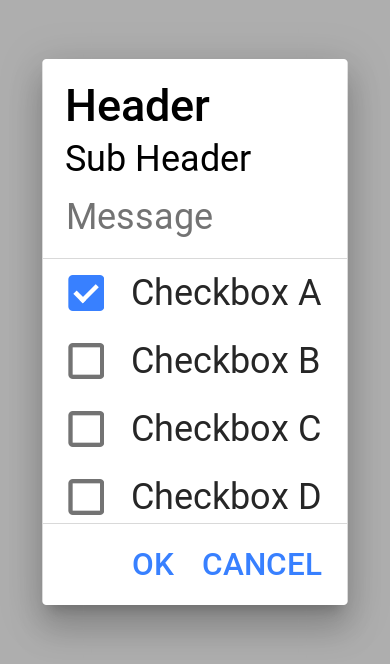 Header
Sub Header
Message
Checkbox A
Checkbox B
Checkbox C
Checkbox D
OK CANCEL